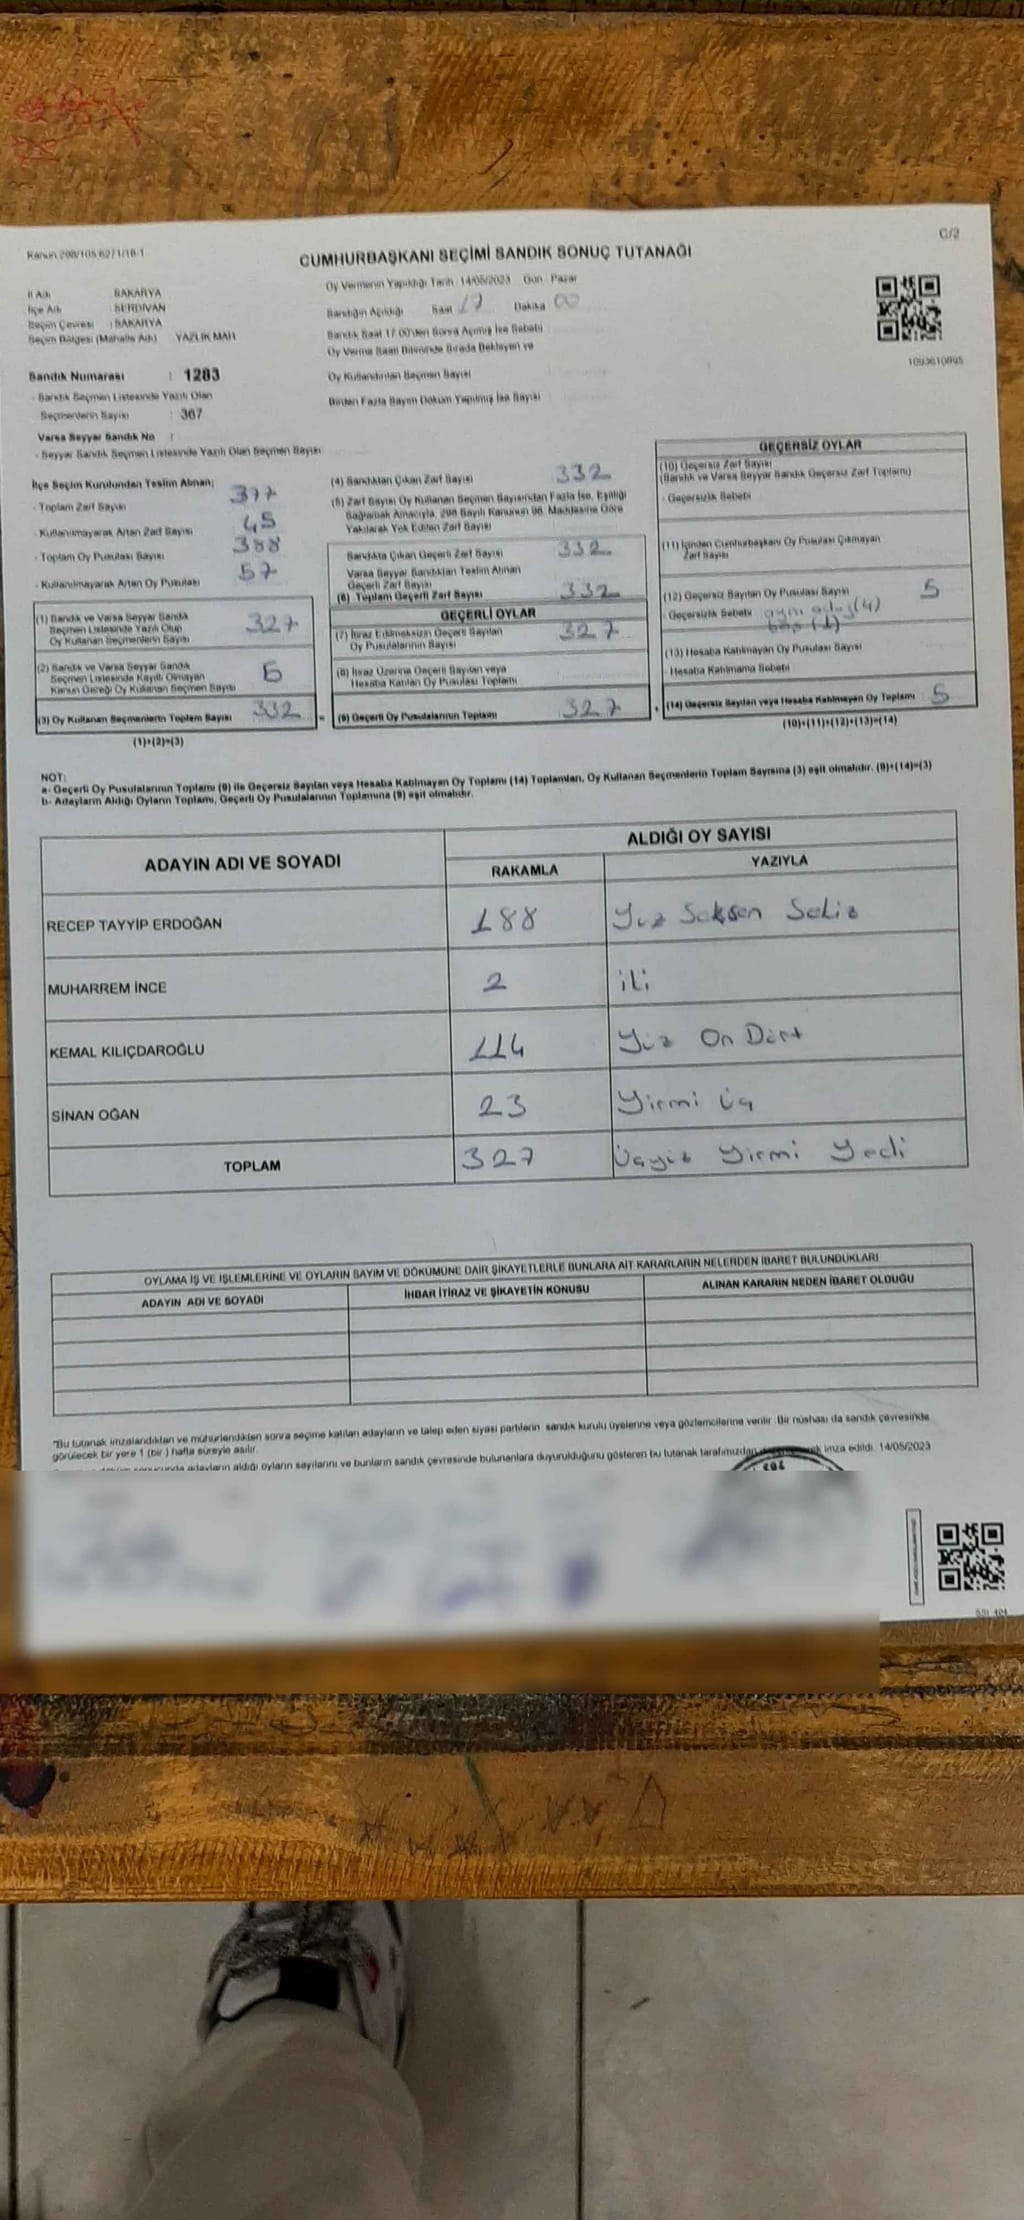 Kanun 298/105 6271/18-1
C/2
CUMHURBAŞKANI SEÇİMİ SANDIK SONUÇ TUTANAĞI
İl Adı SAKARYA
İlçe Adı SERDİVAN
Seçim Çevresi : SAKARYA
Seçim Bölgesi (Mahalle Adı) YAZLIK MAH
Oy Vermenin Yapıldığı Tarih : 14/05/2023 Gün : Pazar
Sandığın Açıldığı Saat 17 Dakika 00
Sandık Saat 17:00'den Sonra Açılmış İse Sebebi
Oy Verme Saati Bitiminde Sırada Bekleyen ve
Oy Kullandırılan Seçmen Sayısı
Birden Fazla Sayım Döküm Yapılmış İse Sayısı
1093610895
Sandık Numarası : 1283
- Sandık Seçmen Listesinde Yazılı Olan
Seçmenlerin Sayısı : 367
Varsa Seyyar Sandık No :
- Seyyar Sandık Seçmen Listesinde Yazılı Olan Seçmen Sayısı
İlçe Seçim Kurulundan Teslim Alınan;
- Toplam Zarf Sayısı 377
- Kullanılmayarak Artan Zarf Sayısı 45
- Toplam Oy Pusulası Sayısı 388
- Kullanılmayarak Artan Oy Pusulası 57
(1) Sandık ve Varsa Seyyar Sandık
Seçmen Listesinde Yazılı Olup
Oy Kullanan Seçmenlerin Sayısı 327
(2) Sandık ve Varsa Seyyar Sandık
Seçmen Listesinde Kayıtlı Olmayan
Kanun Gereği Oy Kullanan Seçmen Sayısı 5
(3) Oy Kullanan Seçmenlerin Toplam Sayısı 332
(1)+(2)=(3)
(4) Sandıktan Çıkan Zarf Sayısı 332
(5) Zarf Sayısı Oy Kullanan Seçmen Sayısından Fazla İse, Eşitliği
Sağlamak Amacıyla, 298 Sayılı Kanunun 98. Maddesine Göre
Yakılarak Yok Edilen Zarf Sayısı
Sandıkta Çıkan Geçerli Zarf Sayısı 332
Varsa Seyyar Sandıktan Teslim Alınan
Geçerli Zarf Sayısı
(6) Toplam Geçerli Zarf Sayısı 332
GEÇERLİ OYLAR
(7) İtiraz Edilmeksizin Geçerli Sayılan
Oy Pusulalarının Sayısı 327
(8) İtiraz Üzerine Geçerli Sayılan veya
Hesaba Katılan Oy Pusulası Toplamı
= (9) Geçerli Oy Pusulalarının Toplamı 327
GEÇERSİZ OYLAR
(10) Geçersiz Zarf Sayısı
(Sandık ve Varsa Seyyar Sandık Geçersiz Zarf Toplamı)
- Geçersizlik Sebebi
(11) İçinden Cumhurbaşkanı Oy Pusulası Çıkmayan
Zarf Sayısı
(12) Geçersiz Sayılan Oy Pusulası Sayısı 5
- Geçersizlik Sebebi
(13) Hesaba Katılmayan Oy Pusulası Sayısı
- Hesaba Katılmama Sebebi
+ (14) Geçersiz Sayılan veya Hesaba Katılmayan Oy Toplamı 5
(10)+(11)+(12)+(13)=(14)
NOT:
a- Geçerli Oy Pusulalarının Toplamı (9) ile Geçersiz Sayılan veya Hesaba Katılmayan Oy Toplamı (14) Toplamları, Oy Kullanan Seçmenlerin Toplam Sayısına (3) eşit olmalıdır. (9)+(14)=(3)
b- Adayların Aldığı Oyların Toplamı, Geçerli Oy Pusulalarının Toplamına (9) eşit olmalıdır.
ADAYIN ADI VE SOYADI
ALDIĞI OY SAYISI
RAKAMLA YAZIYLA
RECEP TAYYİP ERDOĞAN 188 Yüz Seksen Sekiz
MUHARREM İNCE 2 iki
KEMAL KILIÇDAROĞLU 114 Yüz On Dört
SİNAN OĞAN 23 Yirmi üç
TOPLAM 327 Üçyüz Yirmi Yedi
OYLAMA İŞ VE İŞLEMLERİNE VE OYLARIN SAYIM VE DÖKÜMÜNE DAİR ŞİKAYETLERLE BUNLARA AİT KARARLARIN NELERDEN İBARET BULUNDUKLARI
ADAYIN ADI VE SOYADI İHBAR İTİRAZ VE ŞİKAYETİN KONUSU ALINAN KARARIN NEDEN İBARET OLDUĞU
"Bu tutanak imzalandıktan ve mühürlendikten sonra seçime katılan adayların ve talep eden siyasi partilerin sandık kurulu üyelerine veya gözlemcilerine verilir. Bir nüshası da sandık çevresinde
görülecek bir yere 1 (bir) hafta süreyle asılır.
sonucunda adayların aldığı oyların sayılarını ve bunların sandık çevresinde bulunanlara duyurulduğunu gösteren bu tutanak tarafımızdan imza edildi. 14/05/2023